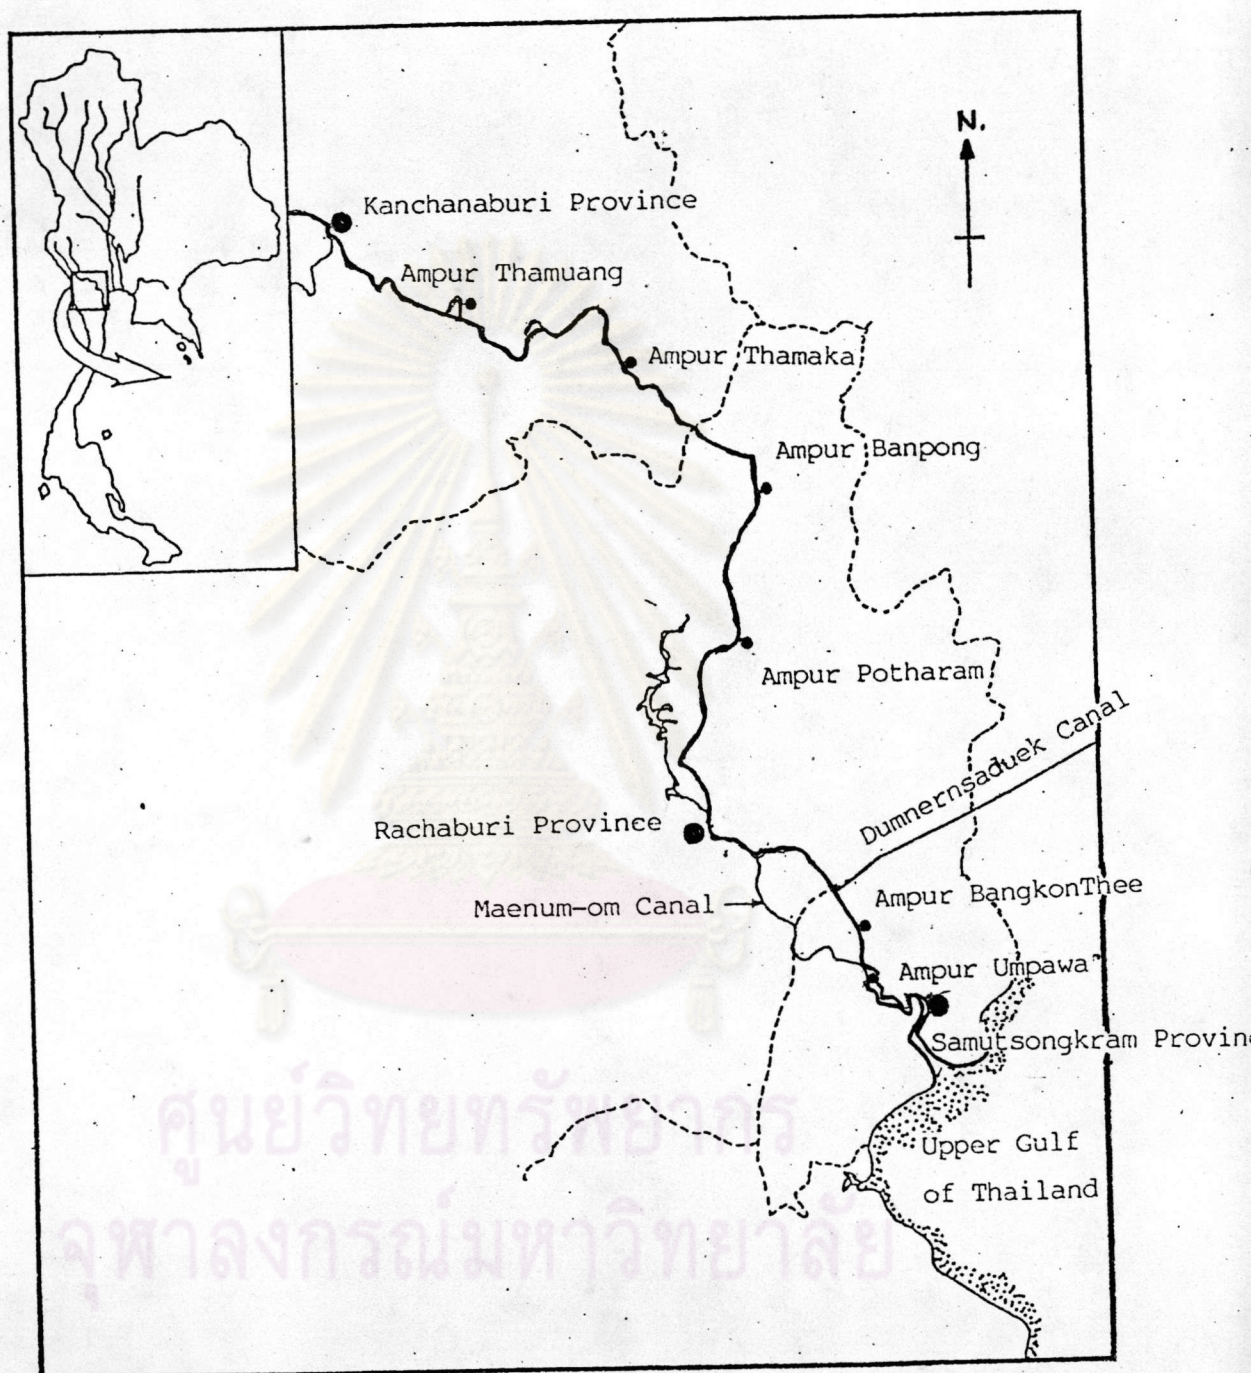 N.
Kanchanaburi Province
Ampur Thamuang
Ampur Thamaka
Ampur Banpong
Ampur Potharam
Dumnernsaduek Canal
Rachaburi Province
Ampur BangkonThee
Maenum-om Canal
Ampur Umpawa
Samutsongkram Provinc
ศูนย์วิทยทรัพยากร
Upper Gulf
of Thailand
จุฬาลงกรณ์มหาวิทยาลัย